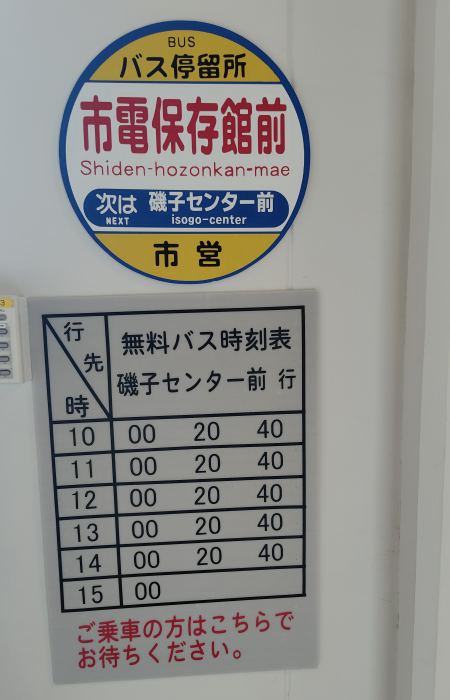 BUS
バス停留所
市電保存館前
Shiden-hozonkan-mae
次は 磯子センター前
NEXT isogo-center
市営
3
行先
時
無料バス時刻表
磯子センター前 行
10 00 20 40
11 00 20 40
12 00 20 40
13 00 20 40
14 00 20 40
15 00
ご乗車の方はこちらで
お待ちください。